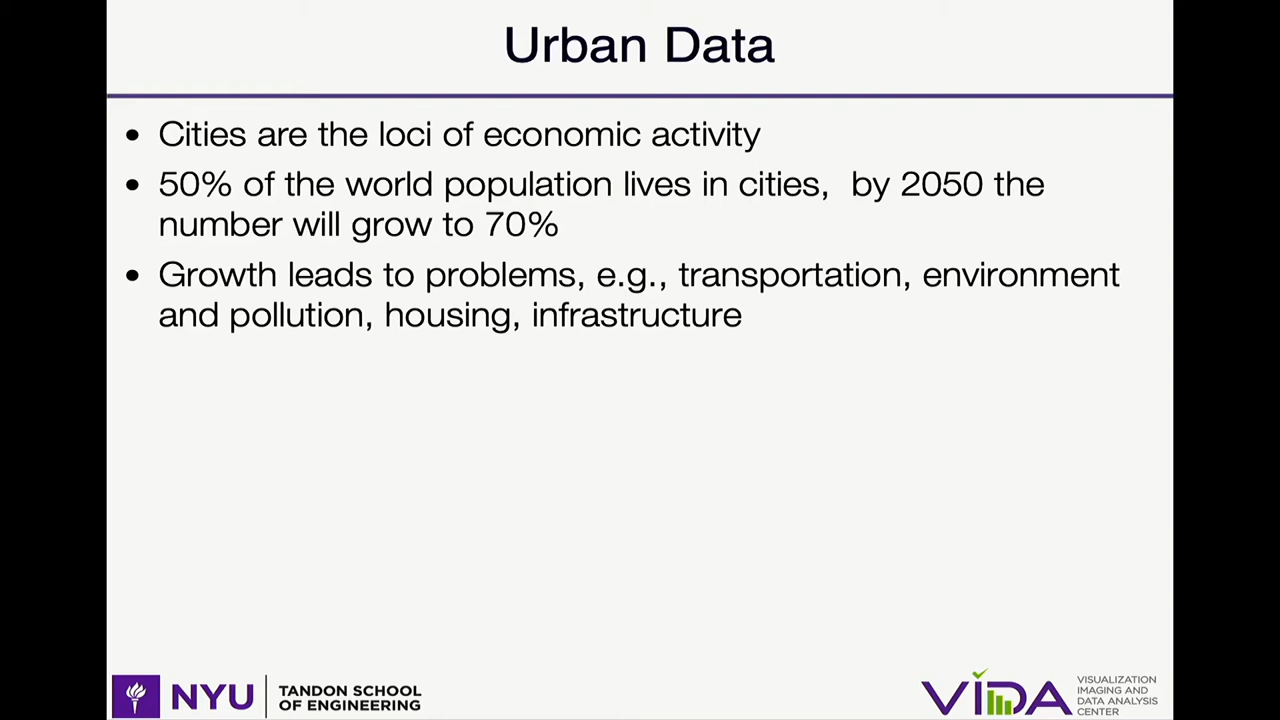 Urban Data
• Cities are the loci of economic activity
• 50% of the world population lives in cities,  by 2050 the
number will grow to 70%
• Growth leads to problems, e.g., transportation, environment
and pollution, housing, infrastructure
NYU
TANDON SCHOOL
OF ENGINEERING
VIDA
VISUALIZATION
IMAGING AND
DATA ANALYSIS
CENTER